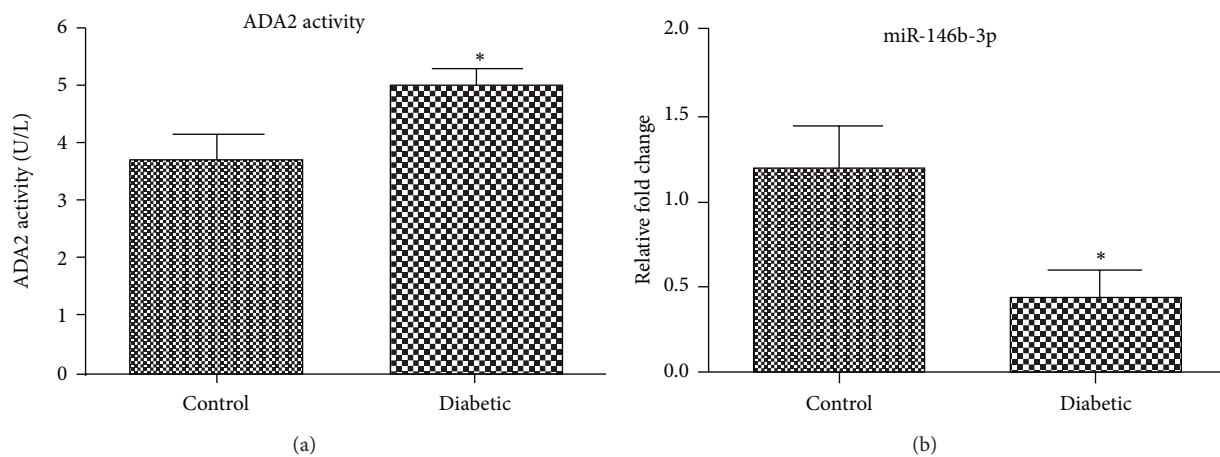 ADA2 activity
6
5
4
3
2
1
0
ADA2 activity (U/L)
*
Control
Diabetic
(a)
miR-146b-3p
2.0
1.5
1.0
0.5
0.0
Relative fold change
*
Control
Diabetic
(b)